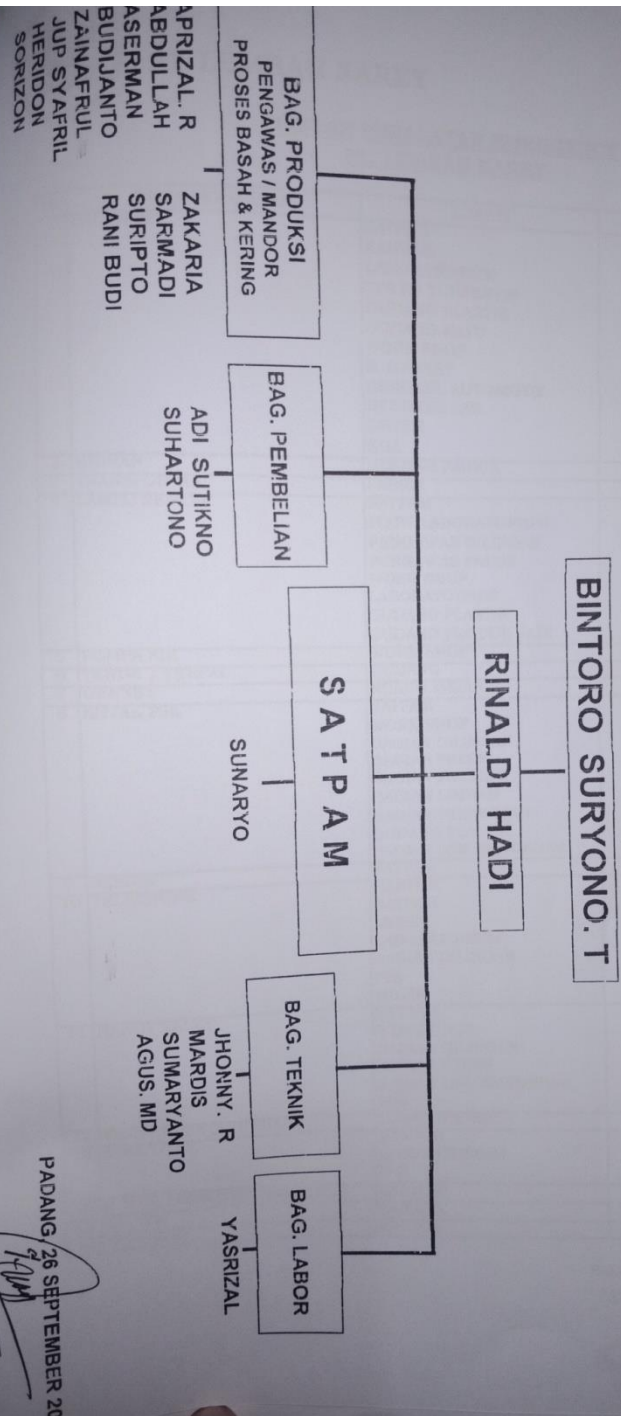 BINTORO SURYONO. T
RINALDI HADI
BAG. PRODUKSI
PENGAWAS / MANDOR
PROSES BASAH & KERING
APRIZAL. R
ABDULLAH
ASERMAN
BUDIJANTO
ZAINAFRUL
JUP SYAFRIL
HERIDON
SORIZON
ZAKARIA
SARMADI
SURIPTO
RANI BUDI
BAG. PEMBELIAN
ADI SUTIKNO
SUHARTONO
S A T P A M
SUNARYO
BAG. TEKNIK
JHONNY. R
MARDIS
SUMARYANTO
AGUS. MD
BAG. LABOR
YASRIZAL
PADANG, 26 SEPTEMBER 20